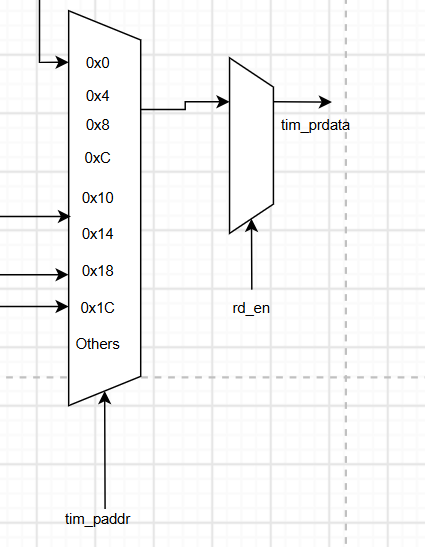 0x0
0x4
0x8
0xC
0x10
0x14
0x18
0x1C
Others
tim_paddr
tim_prdata
rd_en